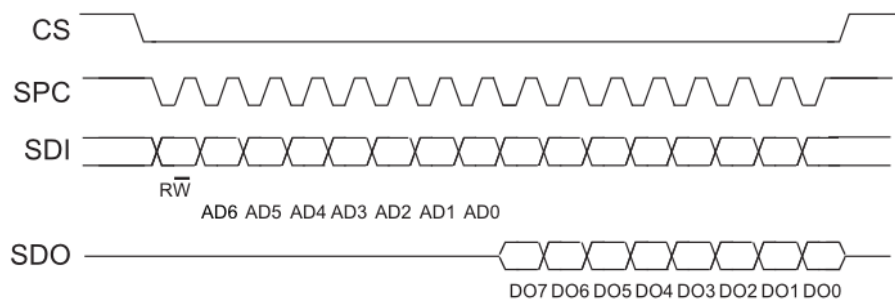 CS
SPC
SDI
RW̅
AD6 AD5 AD4 AD3 AD2 AD1 AD0
SDO
DO7 DO6 DO5 DO4 DO3 DO2 DO1 DO0